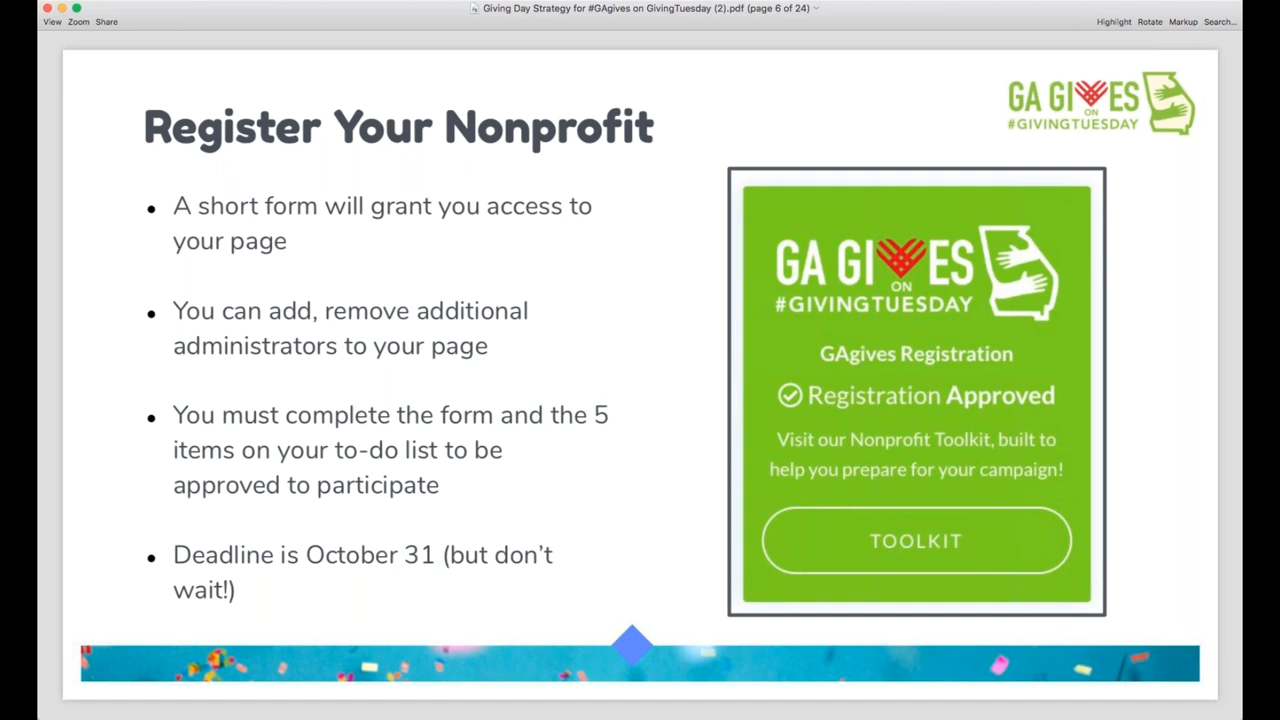 Giving Day Strategy for #GAgives on GivingTuesday (2).pdf (page 6 of 24)
View Zoom Share
Highlight Rotate Markup Search...
GA GIVES
ON
#GIVINGTUESDAY
Register Your Nonprofit
• A short form will grant you access to
your page
• You can add, remove additional
administrators to your page
• You must complete the form and the 5
items on your to-do list to be
approved to participate
• Deadline is October 31 (but don’t
wait!)
GA GIVES
ON
#GIVINGTUESDAY
GAgives Registration
Registration Approved
Visit our Nonprofit Toolkit, built to
help you prepare for your campaign!
TOOLKIT